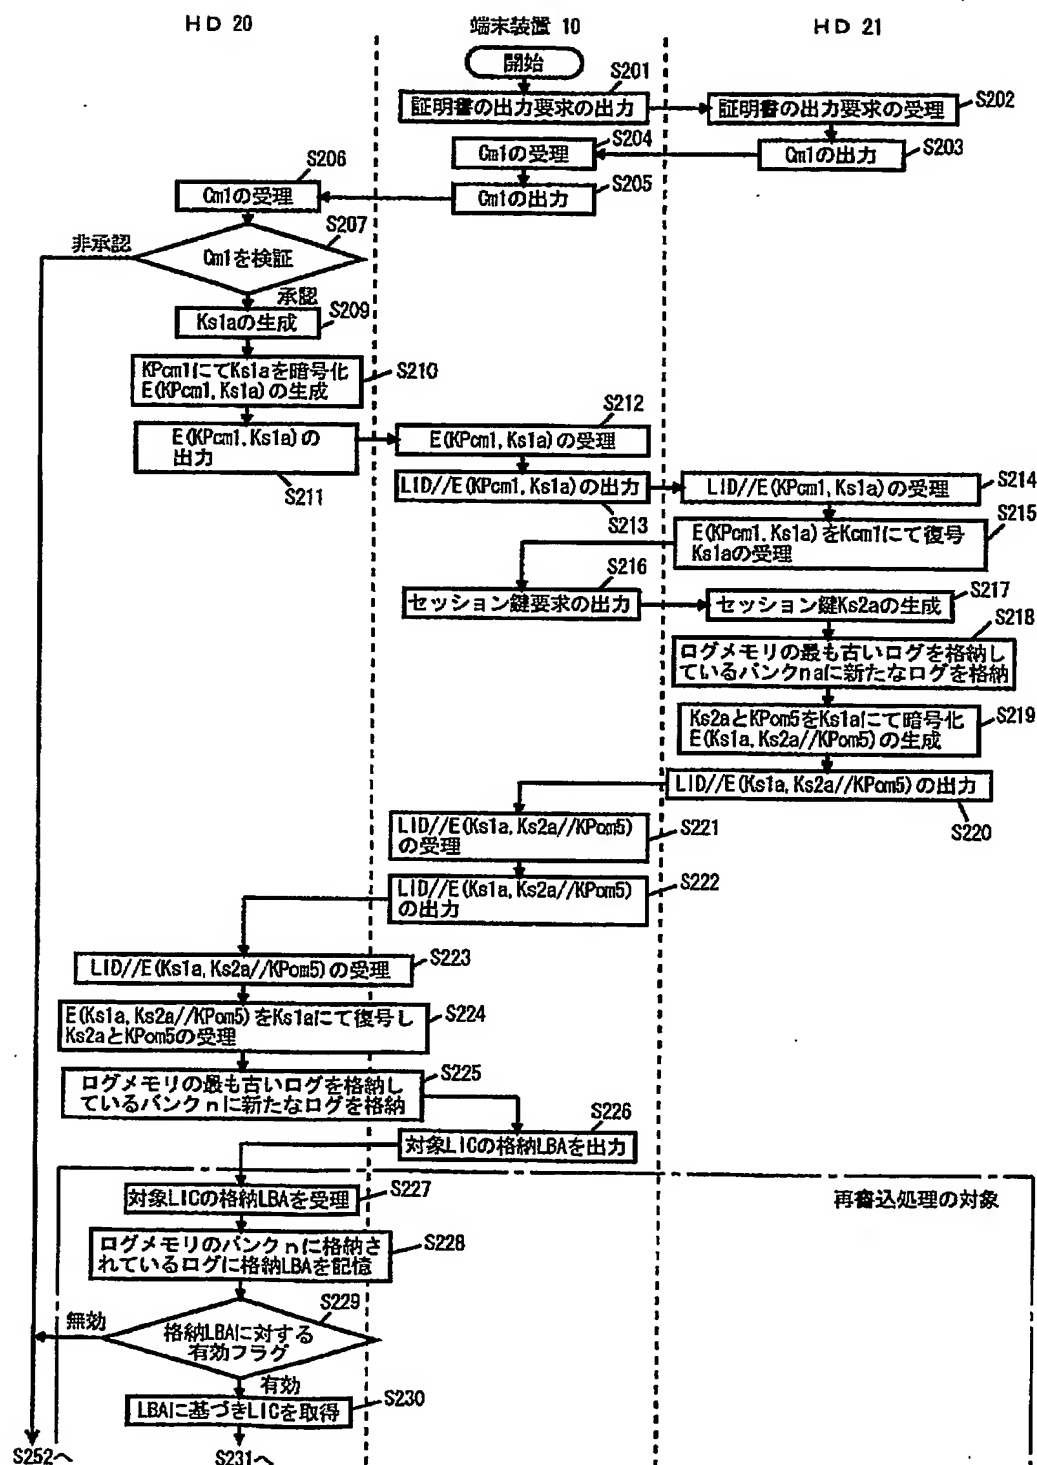 HD 20
端末装置 10
HD 21
開始
S201
証明書の出力要求の出力
S202
証明書の出力要求の受理
S203
Cm1の出力
S204
Cm1の受理
S205
Cm1の出力
S206
Cm1の受理
S207
Cm1を検証
非承認
承認
S209
Ks1aの生成
S210
KPcm1にてKs1aを暗号化
E(KPcm1, Ks1a)の生成
E(KPcm1, Ks1a)の
出力
S211
S212
E(KPcm1, Ks1a)の受理
LID//E(KPcm1, Ks1a)の出力
S213
S214
LID//E(KPcm1, Ks1a)の受理
S215
E(KPcm1, Ks1a)をKcm1にて復号
Ks1aの受理
S216
セッション鍵要求の出力
S217
セッション鍵Ks2aの生成
S218
ログメモリの最も古いログを格納し
ているバンクnaに新たなログを格納
S219
Ks2aとKPom5をKs1aにて暗号化
E(Ks1a, Ks2a//KPom5)の生成
LID//E(Ks1a, Ks2a//KPom5)の出力
S220
S221
LID//E(Ks1a, Ks2a//KPom5)
の受理
S222
LID//E(Ks1a, Ks2a//KPom5)
の出力
S223
LID//E(Ks1a, Ks2a//KPom5)の受理
S224
E(Ks1a, Ks2a//KPom5)をKs1aにて復号し
Ks2aとKPom5の受理
S225
ログメモリの最も古いログを格納し
ているバンクnに新たなログを格納
S226
対象LICの格納LBAを出力
再書込処理の対象
S227
対象LICの格納LBAを受理
S228
ログメモリのバンクnに格納さ
れているログに格納LBAを記憶
S229
格納LBAに対する
有効フラグ
無効
有効
S230
LBAに基づきLICを取得
S252へ
S231へ